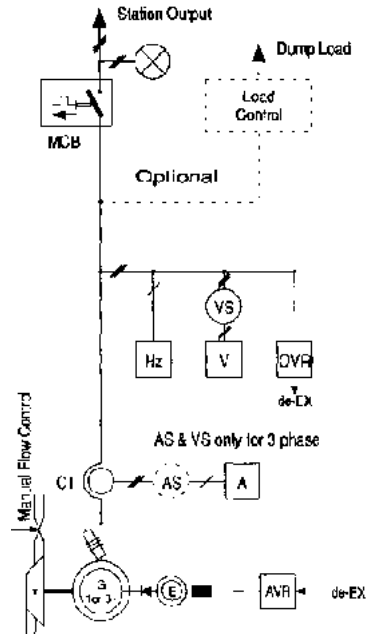 Station Output
Dump Load
Load
Control
MCB
Optional
VS
Hz
V
OVR
de-EX
AS & VS only for 3 phase
Manual Flow Control
CT
AS
A
G
1 or 3
E
AVR
de-EX